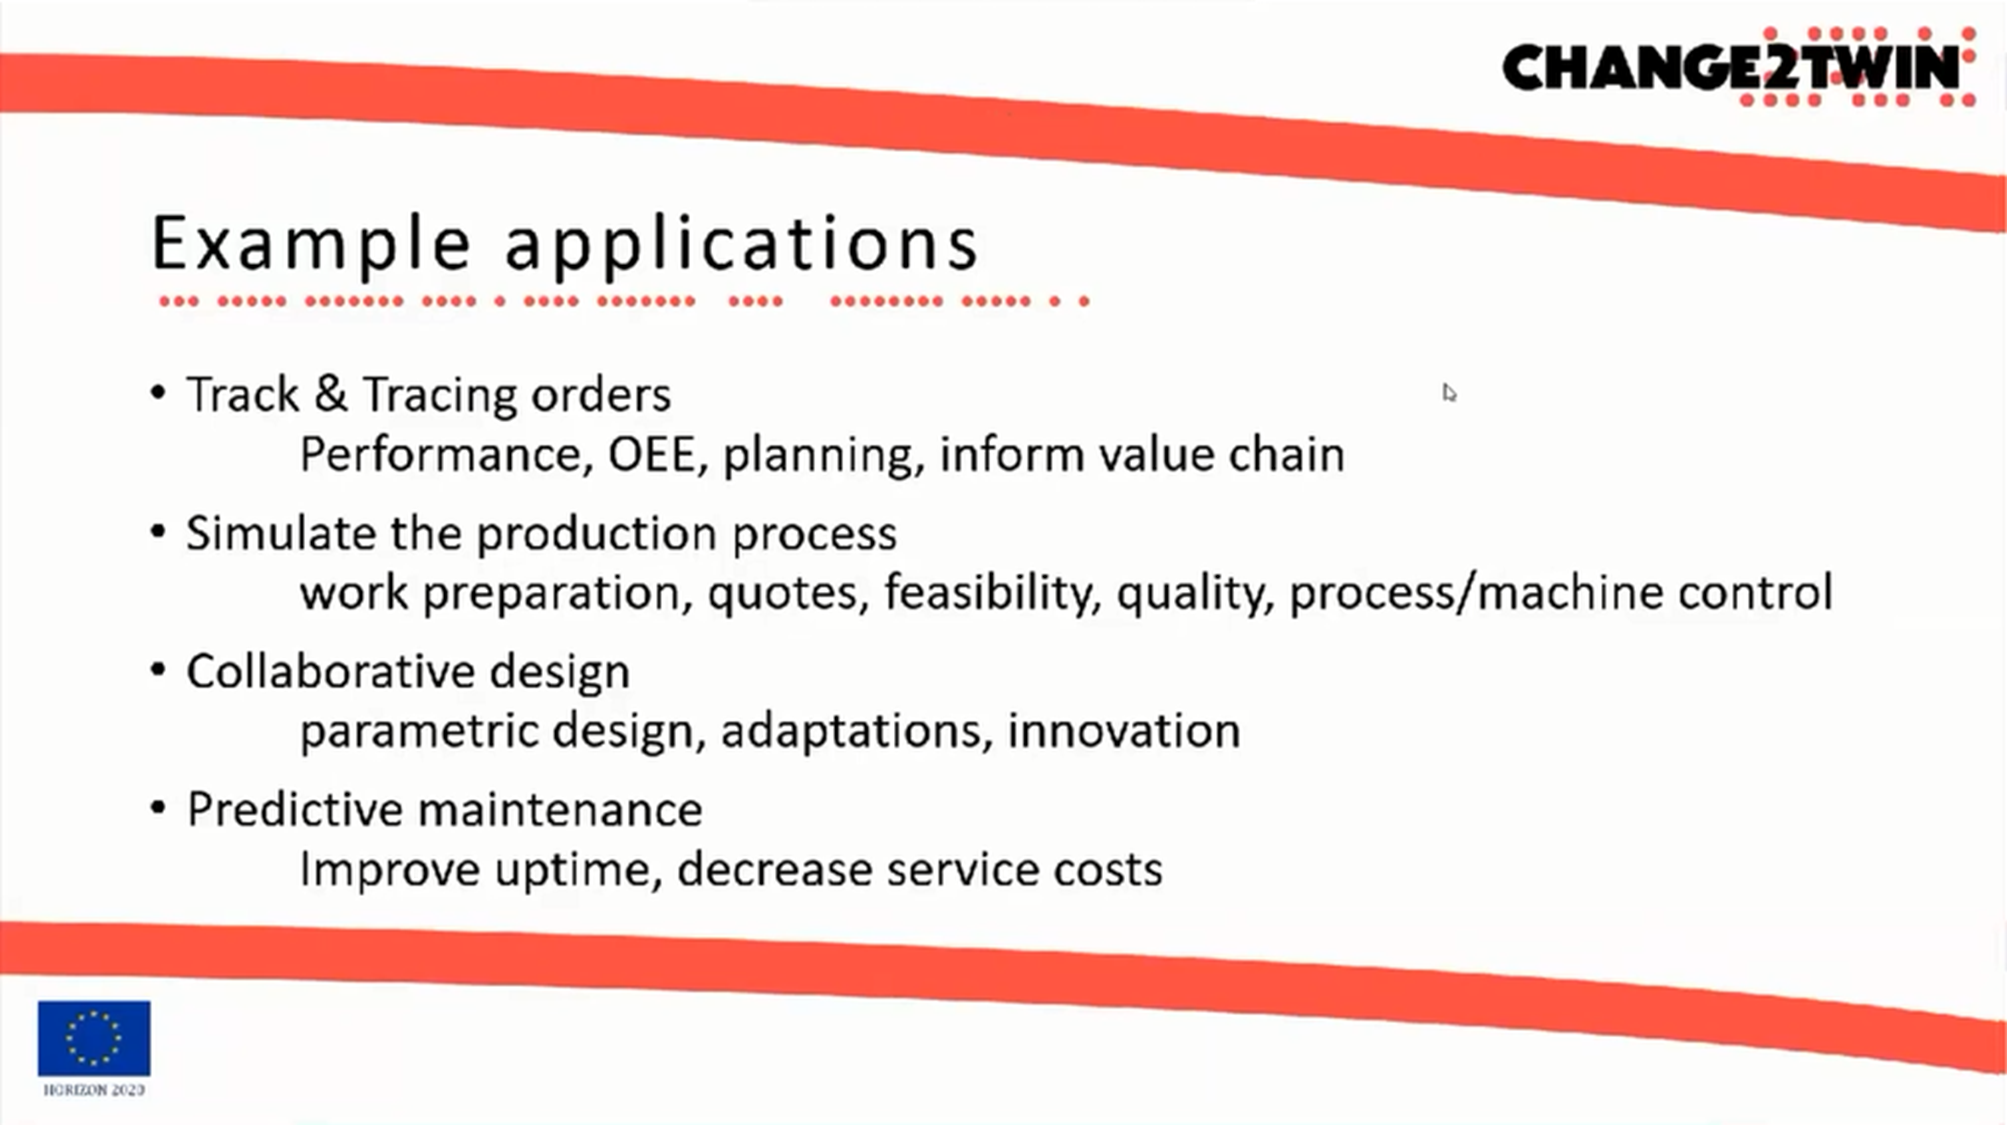 CHANGE2TWIN
Example applications
• Track & Tracing orders
Performance, OEE, planning, inform value chain
• Simulate the production process
work preparation, quotes, feasibility, quality, process/machine control
• Collaborative design
parametric design, adaptations, innovation
• Predictive maintenance
Improve uptime, decrease service costs
HORIZON 2020